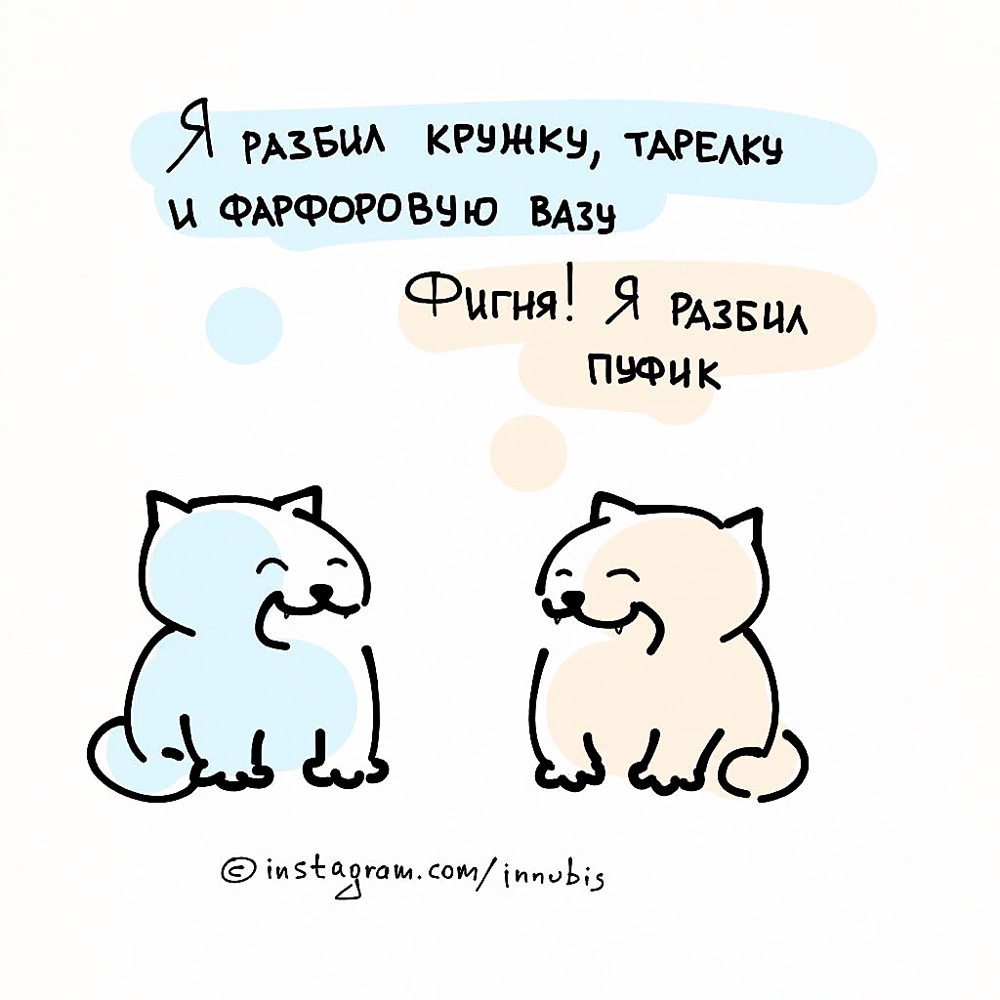 Я РАЗБИЛ КРУЖКУ, ТАРЕЛКУ
И ФАРФОРОВУЮ ВАЗУ
ФИГНЯ! Я РАЗБИЛ
ПУФИК
© instagram.com/innubis